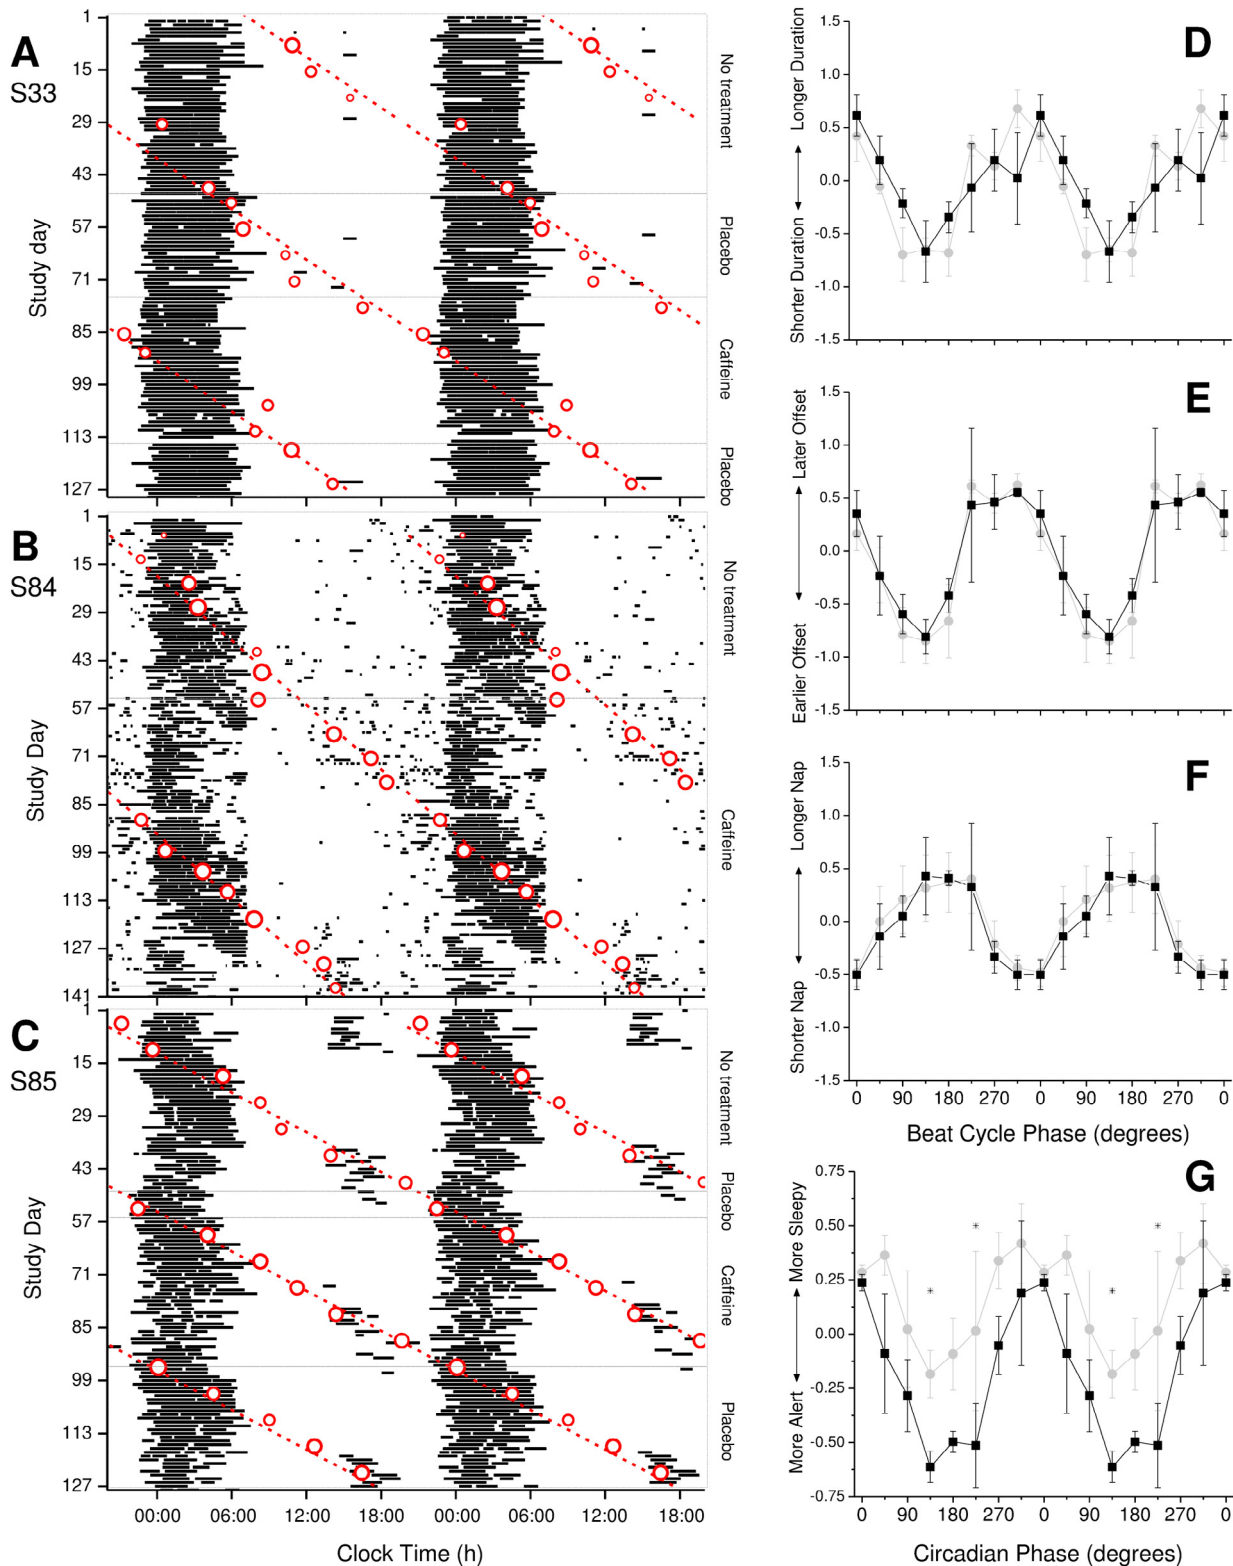 A
S33
Study day
1
15
29
43
57
71
85
99
113
127
No treatment
Placebo
Caffeine
Placebo
B
S84
Study Day
1
15
29
43
57
71
85
99
113
127
141
No treatment
Caffeine
C
S85
Study Day
1
15
29
43
57
71
85
99
113
127
No treatment
Placebo
Caffeine
Placebo
00:00 06:00 12:00 18:00 00:00 06:00 12:00 18:00
Clock Time (h)
D
Shorter Duration Longer Duration
1.5
1.0
0.5
0.0
-0.5
-1.0
-1.5
E
Earlier Offset Later Offset
1.5
1.0
0.5
0.0
-0.5
-1.0
-1.5
F
Shorter Nap Longer Nap
1.5
1.0
0.5
0.0
-0.5
-1.0
-1.5
0 90 180 270 0 90 180 270 0
Beat Cycle Phase (degrees)
G
More Alert More Sleepy
0.75
0.50
0.25
0.00
-0.25
-0.50
-0.75
* * * *
0 90 180 270 0 90 180 270 0
Circadian Phase (degrees)